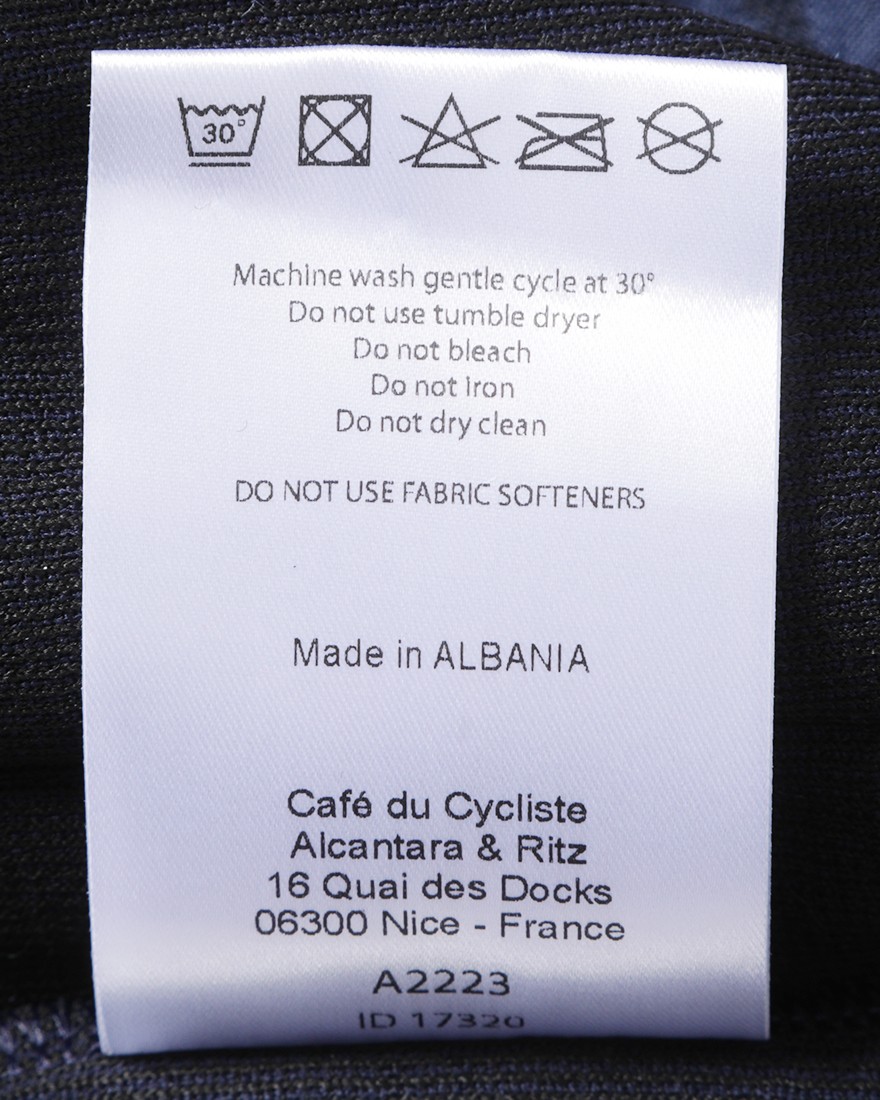 30°
Machine wash gentle cycle at 30°
Do not use tumble dryer
Do not bleach
Do not iron
Do not dry clean
DO NOT USE FABRIC SOFTENERS
Made in ALBANIA
Café du Cycliste
Alcantara & Ritz
16 Quai des Docks
06300 Nice - France
A2223
ID 17320